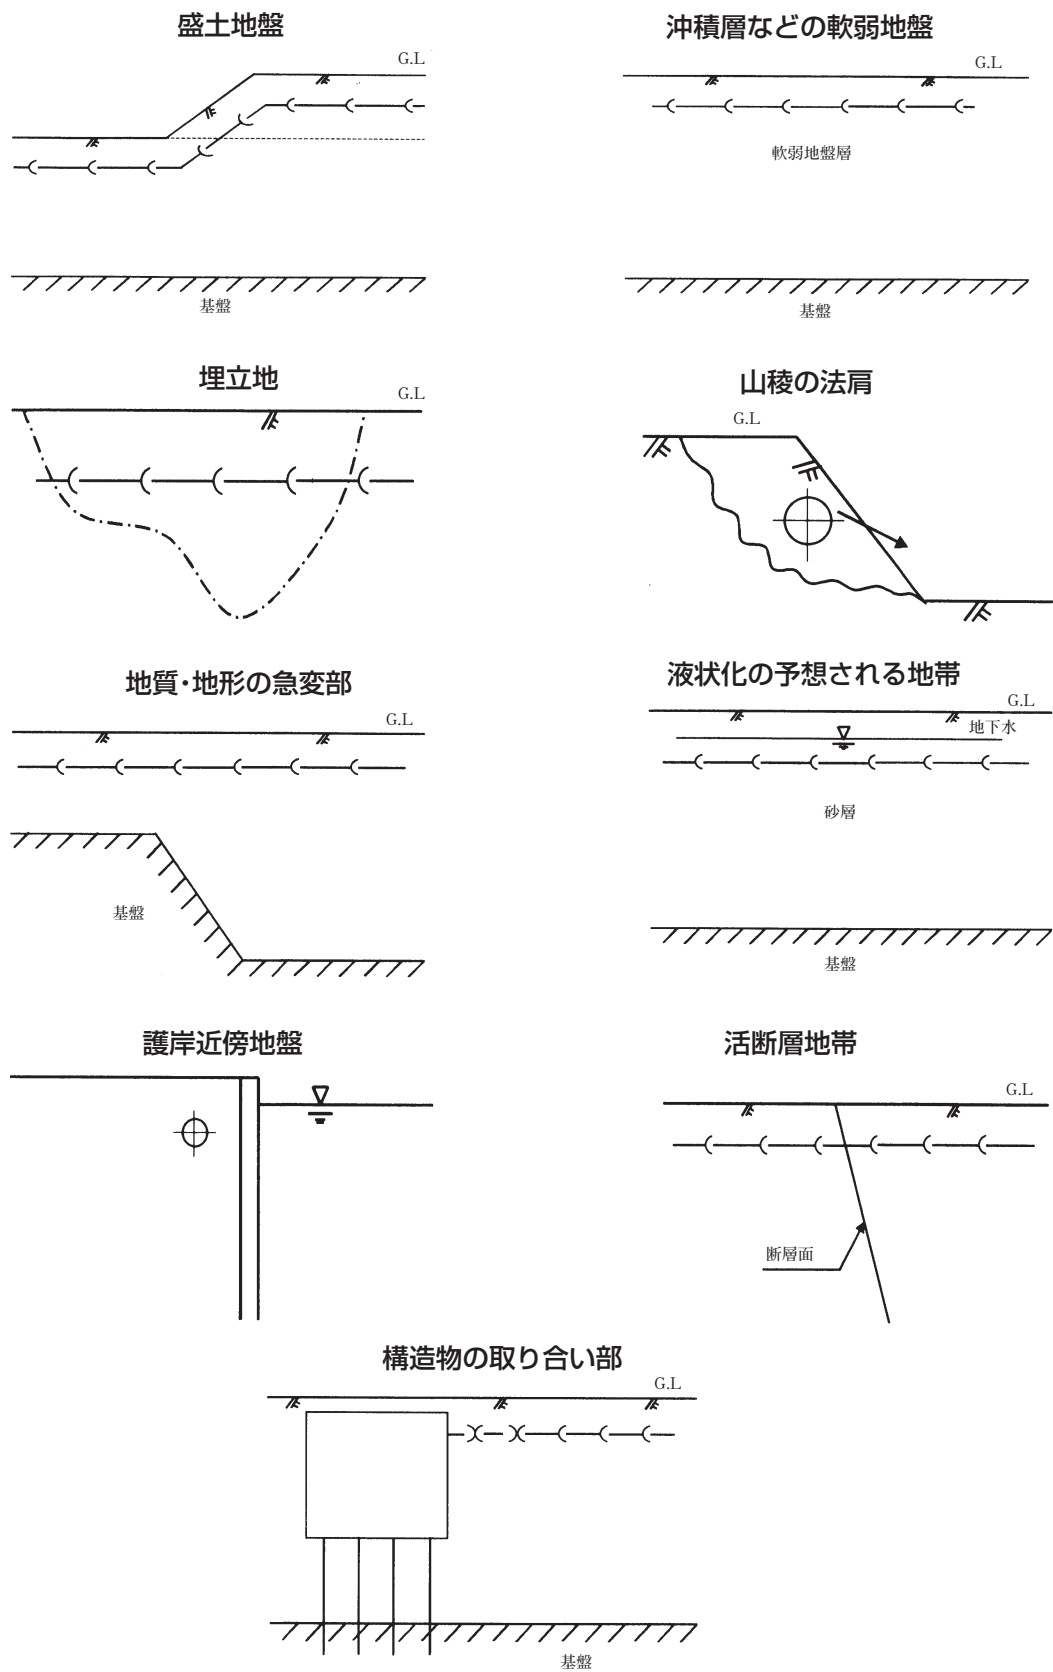 盛土地盤
G.L
基盤
沖積層などの軟弱地盤
G.L
軟弱地盤層
基盤
埋立地
G.L
山稜の法肩
G.L
地質・地形の急変部
G.L
基盤
液状化の予想される地帯
G.L
地下水
砂層
基盤
護岸近傍地盤
活断層地帯
G.L
断層面
構造物の取り合い部
G.L
基盤